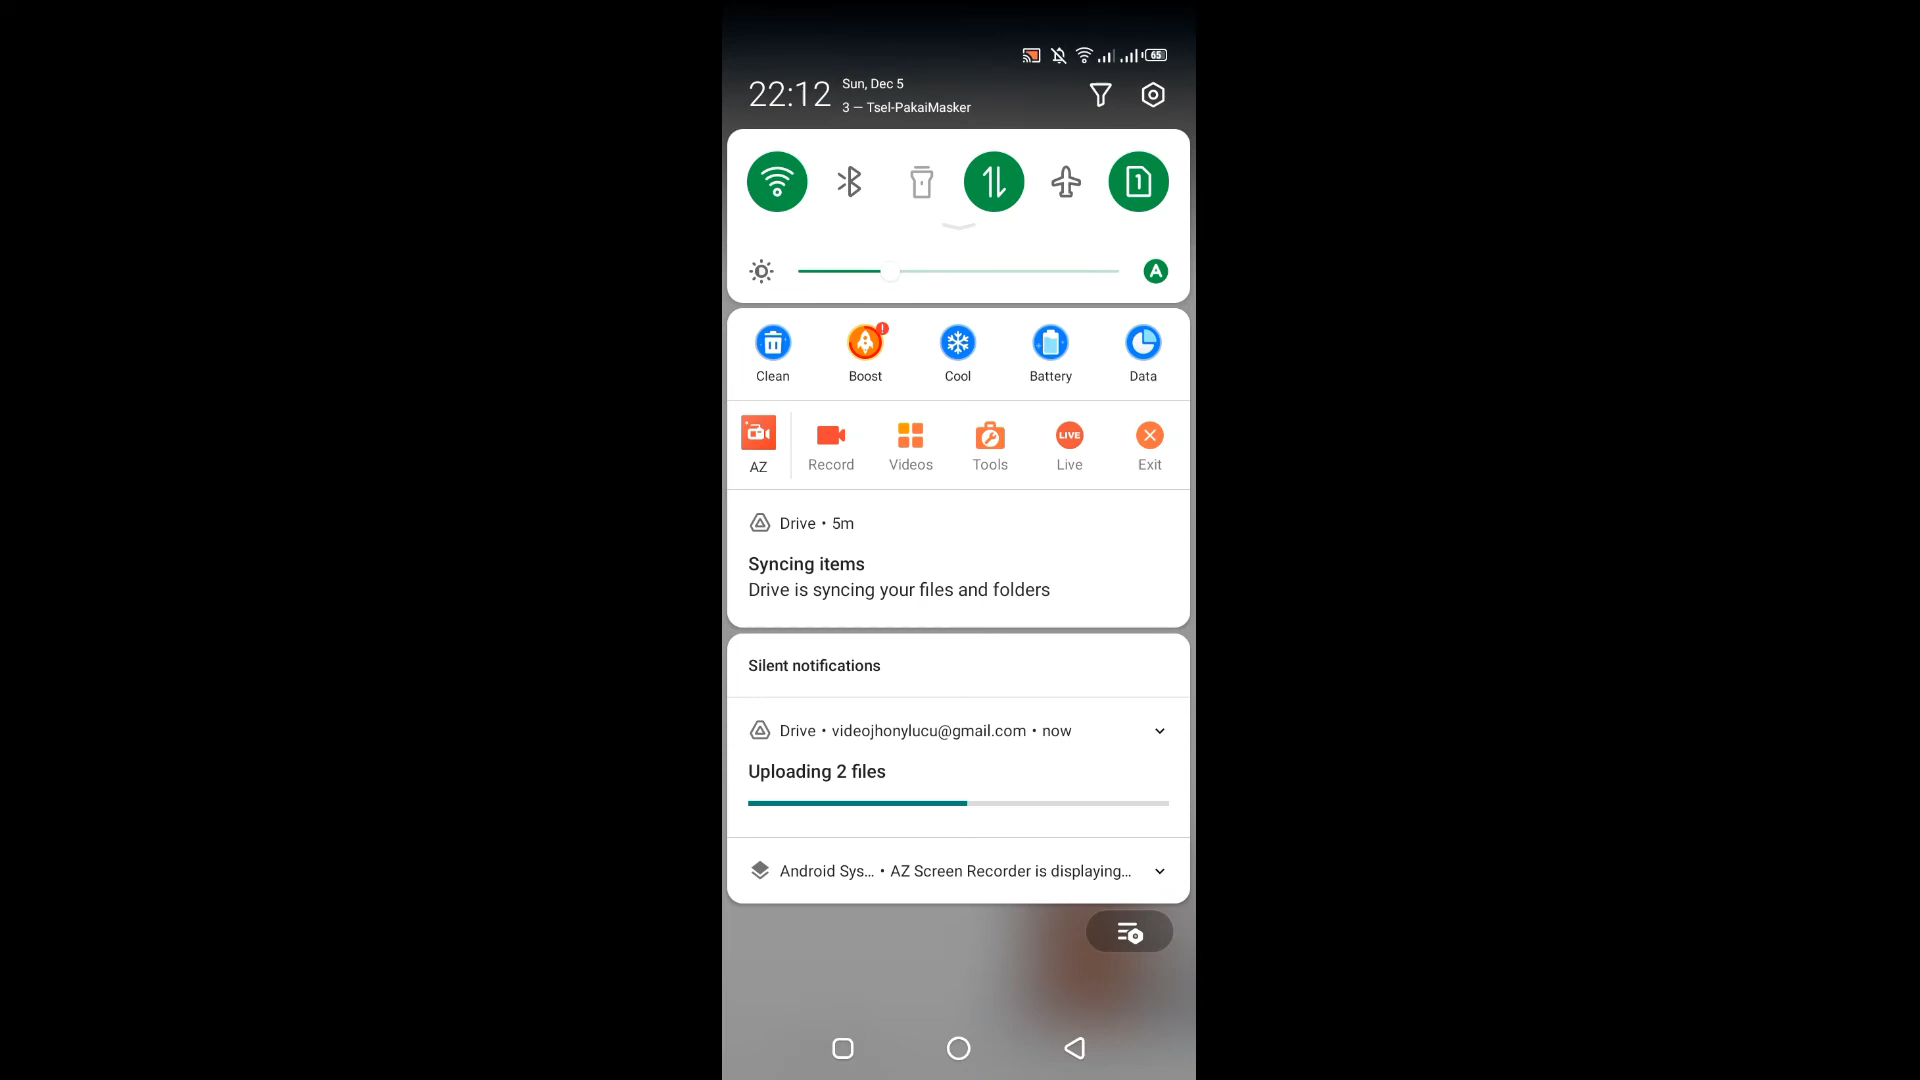 65
22:12
Sun, Dec 5
3 — Tsel-PakaiMasker
1
A
Clean
!
Boost
Cool
Battery
Data
AZ
Record
Videos
Tools
LIVE
Live
Exit
Drive • 5m
Syncing items
Drive is syncing your files and folders
Silent notifications
Drive • videojhonylucu@gmail.com • now
Uploading 2 files
Android Sys... • AZ Screen Recorder is displaying...